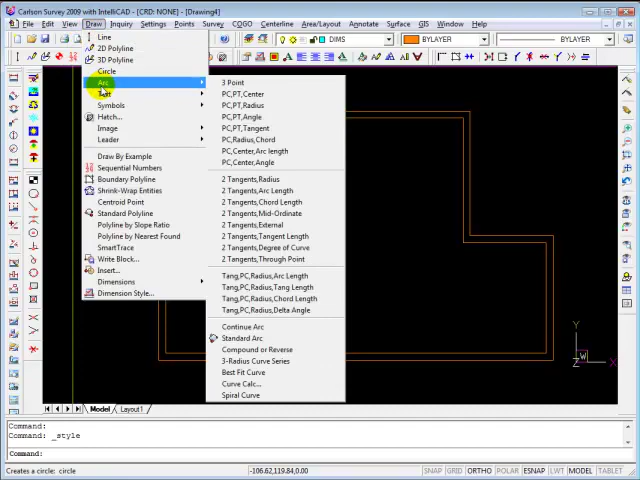 Carlson Survey 2009 with IntelliCAD (CRD: NONE) - [Drawing4]
File Edit View Draw Inquiry Settings Points Survey COGO Centerline Area/Layout Annotate Surface GIS Window Help
DIMS BYLAYER BYLAYER
Line
2D Polyline
3D Polyline
Circle
Arc
Text
Symbols
Hatch...
Image
Leader
Draw By Example
Sequential Numbers
Boundary Polyline
Shrink-Wrap Entities
Centroid Point
Standard Polyline
Polyline by Slope Ratio
Polyline by Nearest Found
SmartTrace
Write Block...
Insert...
Dimensions
Dimension Style...
3 Point
PC,PT,Center
PC,PT,Radius
PC,PT,Angle
PC,PT,Tangent
PC,Radius,Chord
PC,Center,Arc length
PC,Center,Angle
2 Tangents,Radius
2 Tangents,Arc Length
2 Tangents,Chord Length
2 Tangents,Mid-Ordinate
2 Tangents,External
2 Tangents,Tangent Length
2 Tangents,Degree of Curve
2 Tangents,Through Point
Tang,PC,Radius,Arc Length
Tang,PC,Radius,Tang Length
Tang,PC,Radius,Chord Length
Tang,PC,Radius,Delta Angle
Continue Arc
Standard Arc
Compound or Reverse
3-Radius Curve Series
Best Fit Curve
Curve Calc...
Spiral Curve
Y
W
Z X
Model Layout1
Command:
Command: _style
Command:
Creates a circle: circle -106.62,119.84,0.00 SNAP GRID ORTHO POLAR ESNAP LWT MODEL TABLET